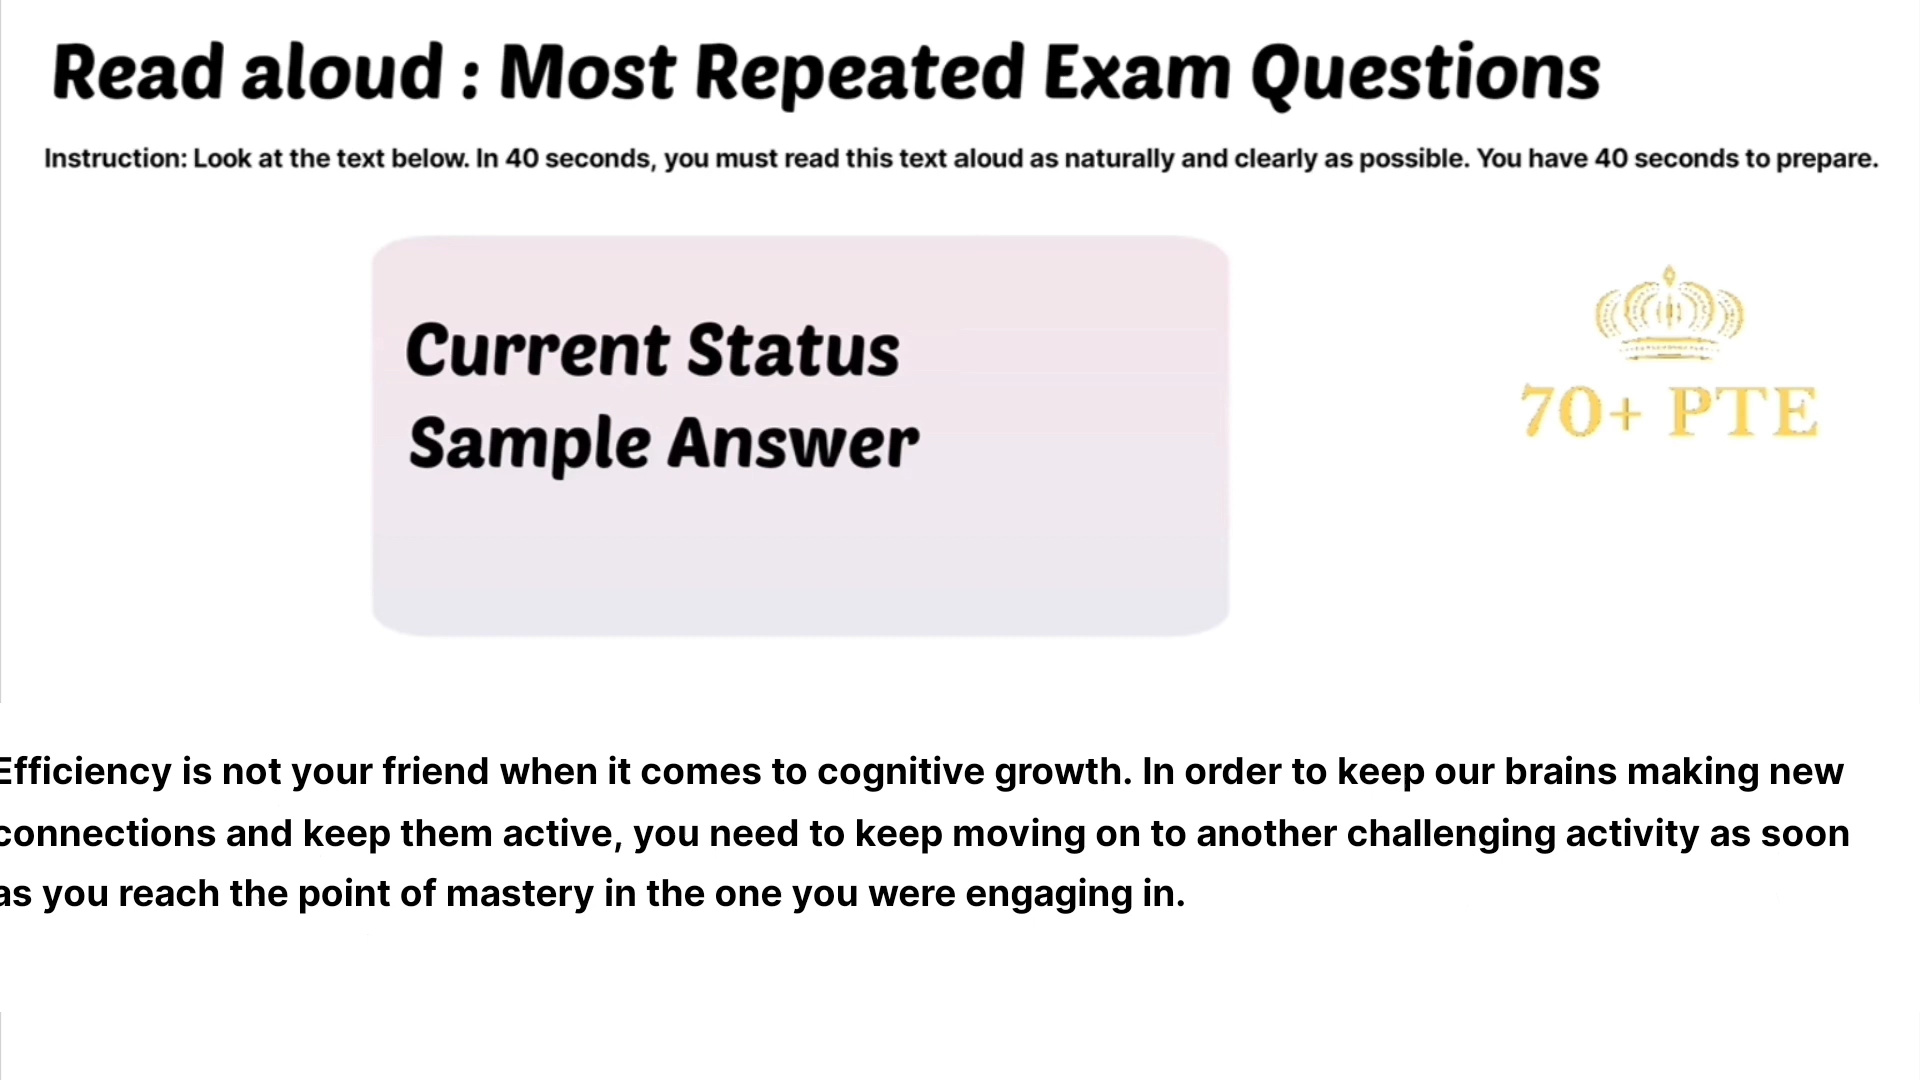 Read aloud : Most Repeated Exam Questions
Instruction: Look at the text below. In 40 seconds, you must read this text aloud as naturally and clearly as possible. You have 40 seconds to prepare.
Current Status
Sample Answer
70+ PTE
Efficiency is not your friend when it comes to cognitive growth. In order to keep our brains making new
connections and keep them active, you need to keep moving on to another challenging activity as soon
as you reach the point of mastery in the one you were engaging in.